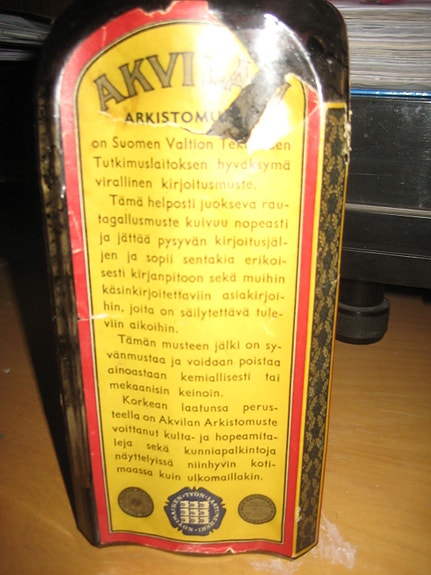 AKVILAN
ARKISTOMU
on Suomen Valtion Tek sen
Tutkimuslaitoksen hyväksymä
virallinen kirjoitusmuste.
Tämä helposti juokseva rau-
tagallusmuste kuivuu nopeasti
ja jättää pysyvän kirjoitusjäl-
jen ja sopii sentakia erikoi-
sesti kirjanpitoon sekä muihin
käsinkirjoitettaviin asiakirjoi-
hin, joita on säilytettävä tule-
viin aikoihin.
Tämän musteen jälki on sy-
vänmustaa ja voidaan poistaa
ainoastaan kemiallisesti tai
mekaanisin keinoin.
Korkean laatunsa perus-
teella on Akvilan Arkistomuste
voittanut kulta- ja hopeamita-
leja sekä kunniapalkintoja
näyttelyissä niinhyvin koti-
maassa kuin ulkomaillakin.